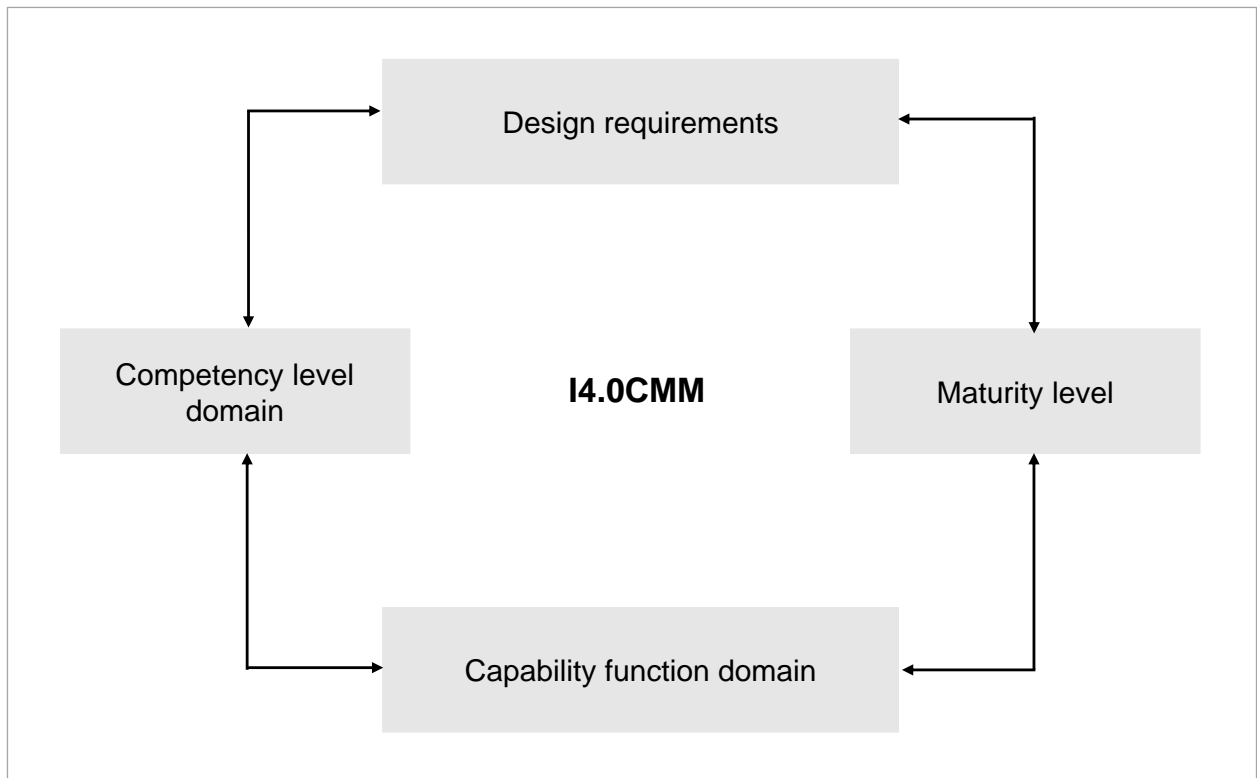 Design requirements
Competency level
domain
I4.0CMM
Maturity level
Capability function domain